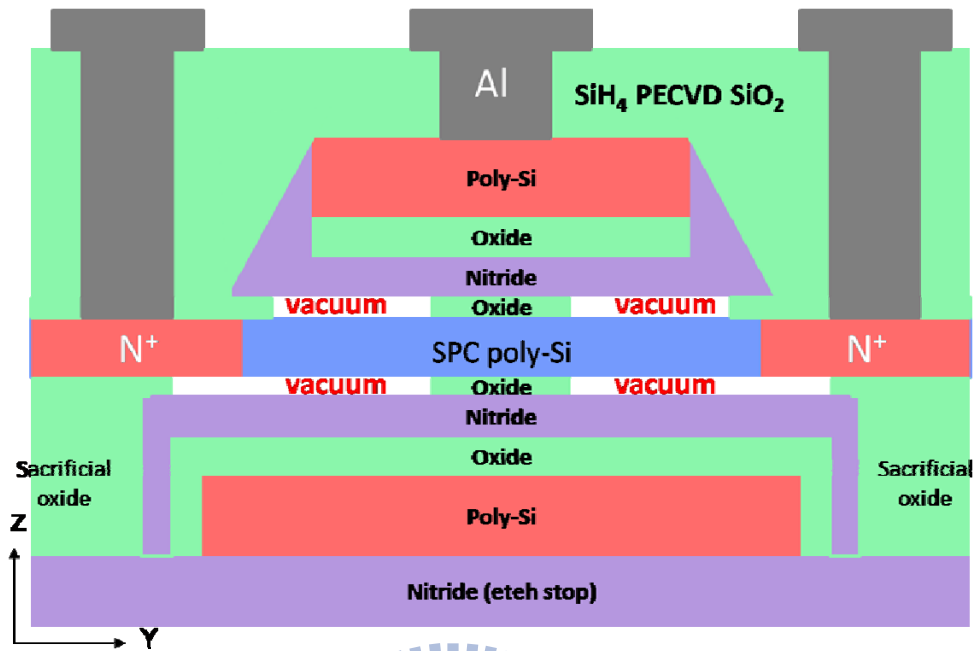 Al
SiH₄ PECVD SiO₂
Poly-Si
Oxide
Nitride
vacuum Oxide vacuum
N⁺ SPC poly-Si N⁺
vacuum Oxide vacuum
Nitride
Oxide
Sacrificial oxide
Sacrificial oxide
Poly-Si
Z
Nitride (eteh stop)
Y